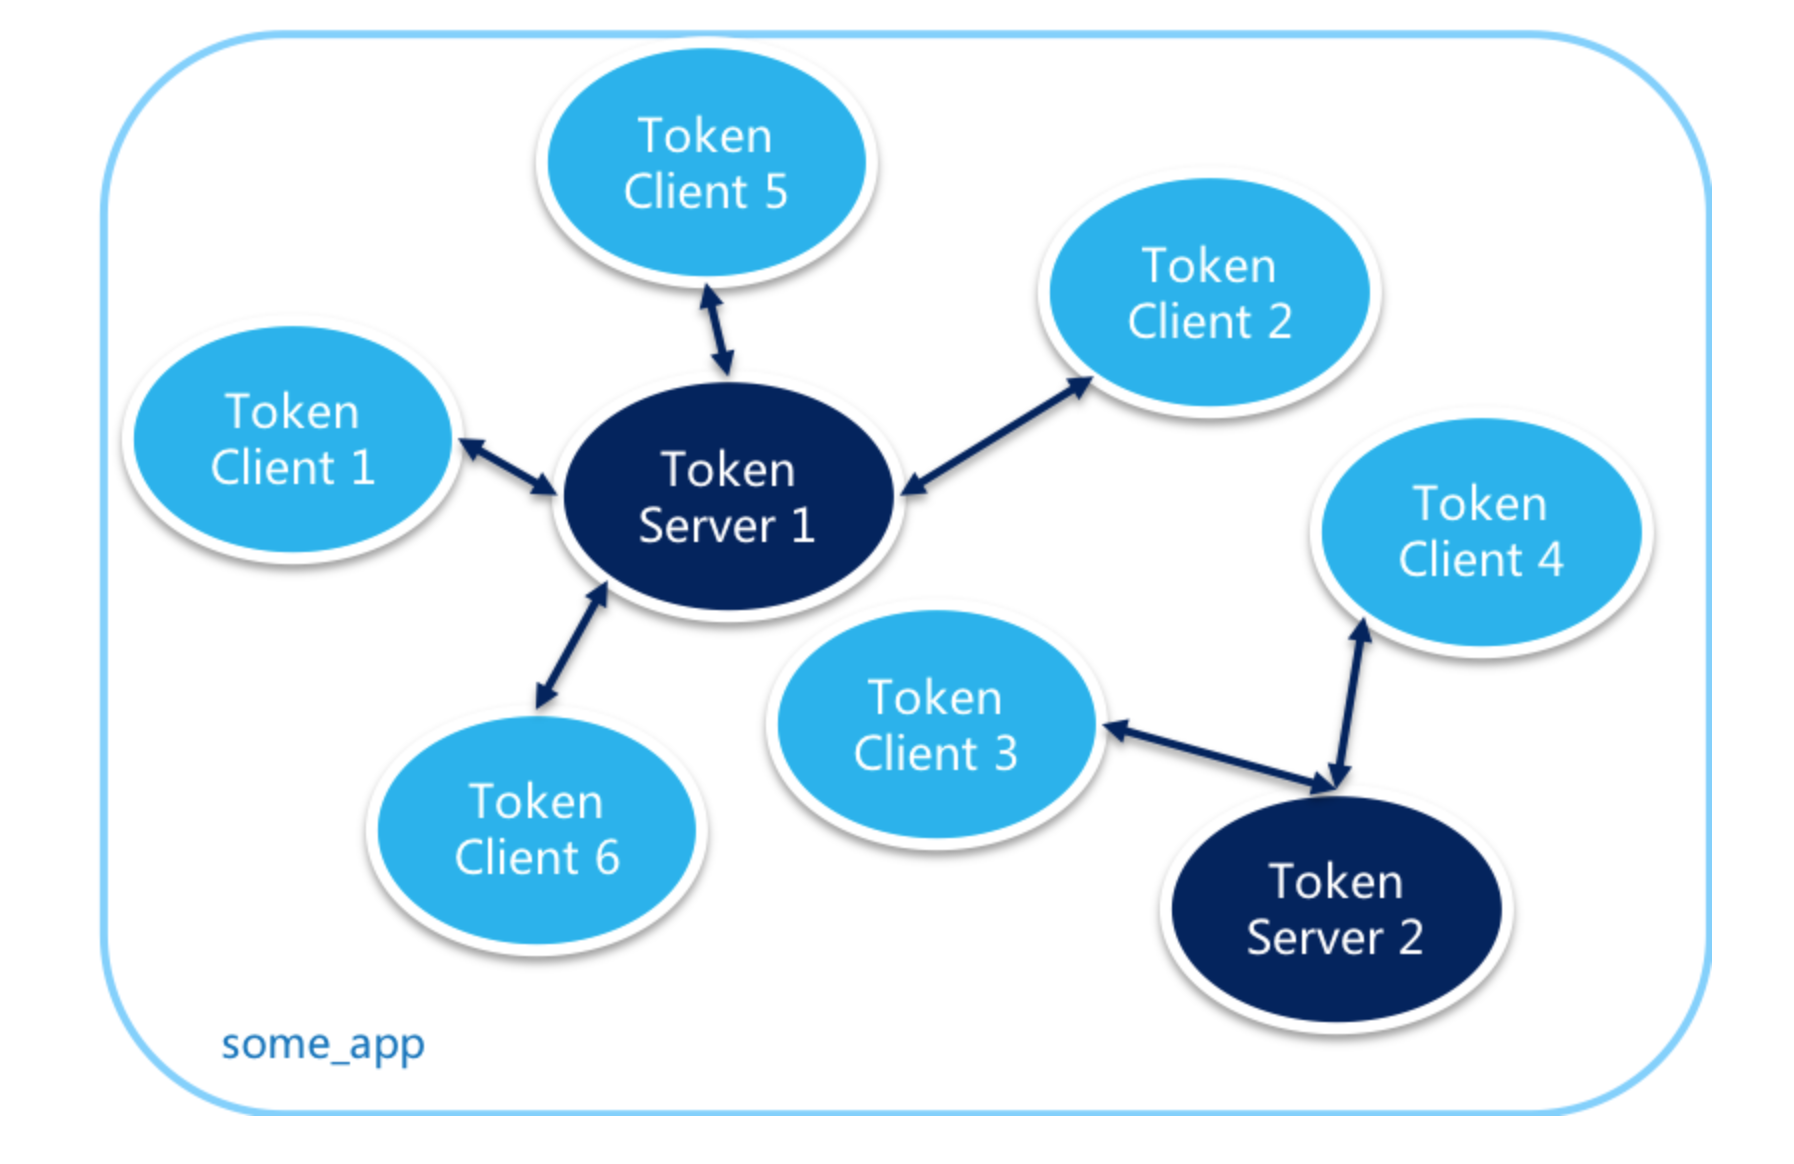 Token
Client 5
Token
Client 2
Token
Client 1
Token
Server 1
Token
Client 4
Token
Client 3
Token
Client 6
Token
Server 2
some_app